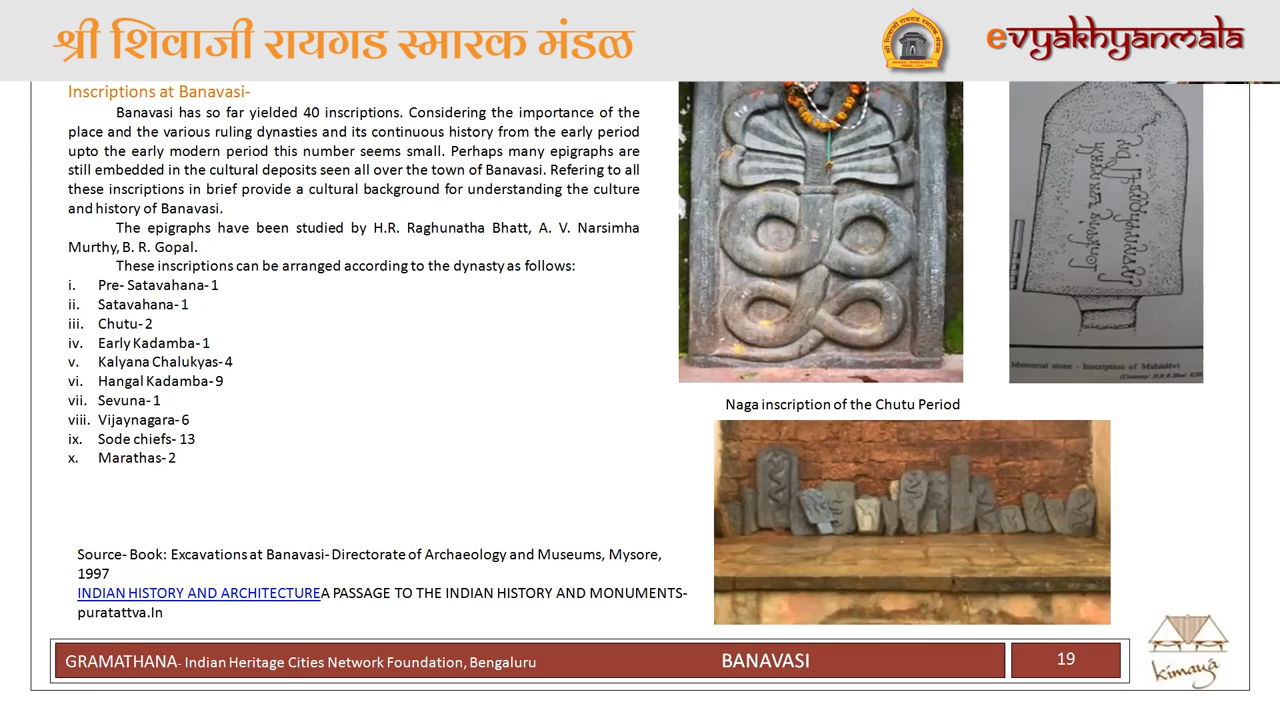 श्री शिवाजी रायगड स्मारक मंडळ
evyakhyanmala
Inscriptions at Banavasi-
Banavasi has so far yielded 40 inscriptions. Considering the importance of the
place and the various ruling dynasties and its continuous history from the early period
upto the early modern period this number seems small. Perhaps many epigraphs are
still embedded in the cultural deposits seen all over the town of Banavasi. Refering to all
these inscriptions in brief provide a cultural background for understanding the culture
and history of Banavasi.
The epigraphs have been studied by H.R. Raghunatha Bhatt, A. V. Narsimha
Murthy, B. R. Gopal.
These inscriptions can be arranged according to the dynasty as follows:
i. Pre- Satavahana- 1
ii. Satavahana- 1
iii. Chutu- 2
iv. Early Kadamba- 1
v. Kalyana Chalukyas- 4
vi. Hangal Kadamba- 9
vii. Sevuna- 1
viii. Vijaynagara- 6
ix. Sode chiefs- 13
x. Marathas- 2
Memorial stone - Inscription of Mahādēvi
Naga inscription of the Chutu Period
Source- Book: Excavations at Banavasi- Directorate of Archaeology and Museums, Mysore,
1997
INDIAN HISTORY AND ARCHITECTUREA PASSAGE TO THE INDIAN HISTORY AND MONUMENTS-
puratattva.In
GRAMATHANA- Indian Heritage Cities Network Foundation, Bengaluru
BANAVASI
19
kimayā